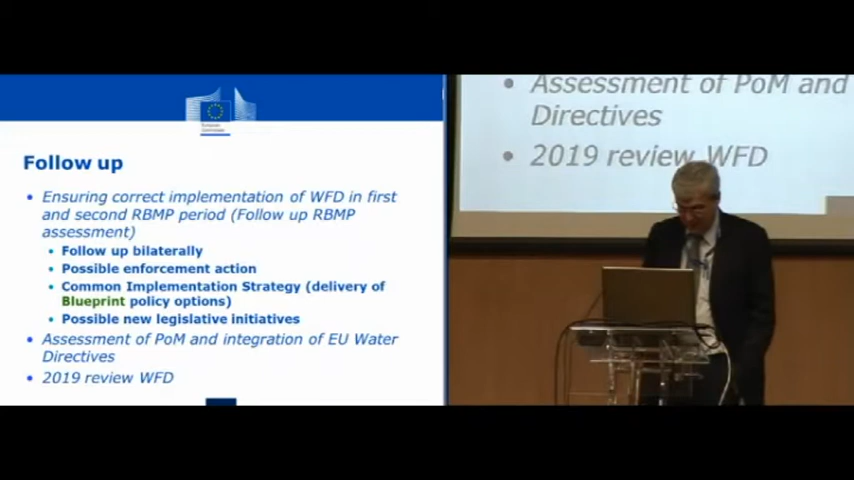 European
Commission
Follow up
• Ensuring correct implementation of WFD in first
and second RBMP period (Follow up RBMP
assessment)
• Follow up bilaterally
• Possible enforcement action
• Common Implementation Strategy (delivery of
Blueprint policy options)
• Possible new legislative initiatives
• Assessment of PoM and integration of EU Water
Directives
• 2019 review WFD
• Assessment of PoM and
Directives
• 2019 review WFD